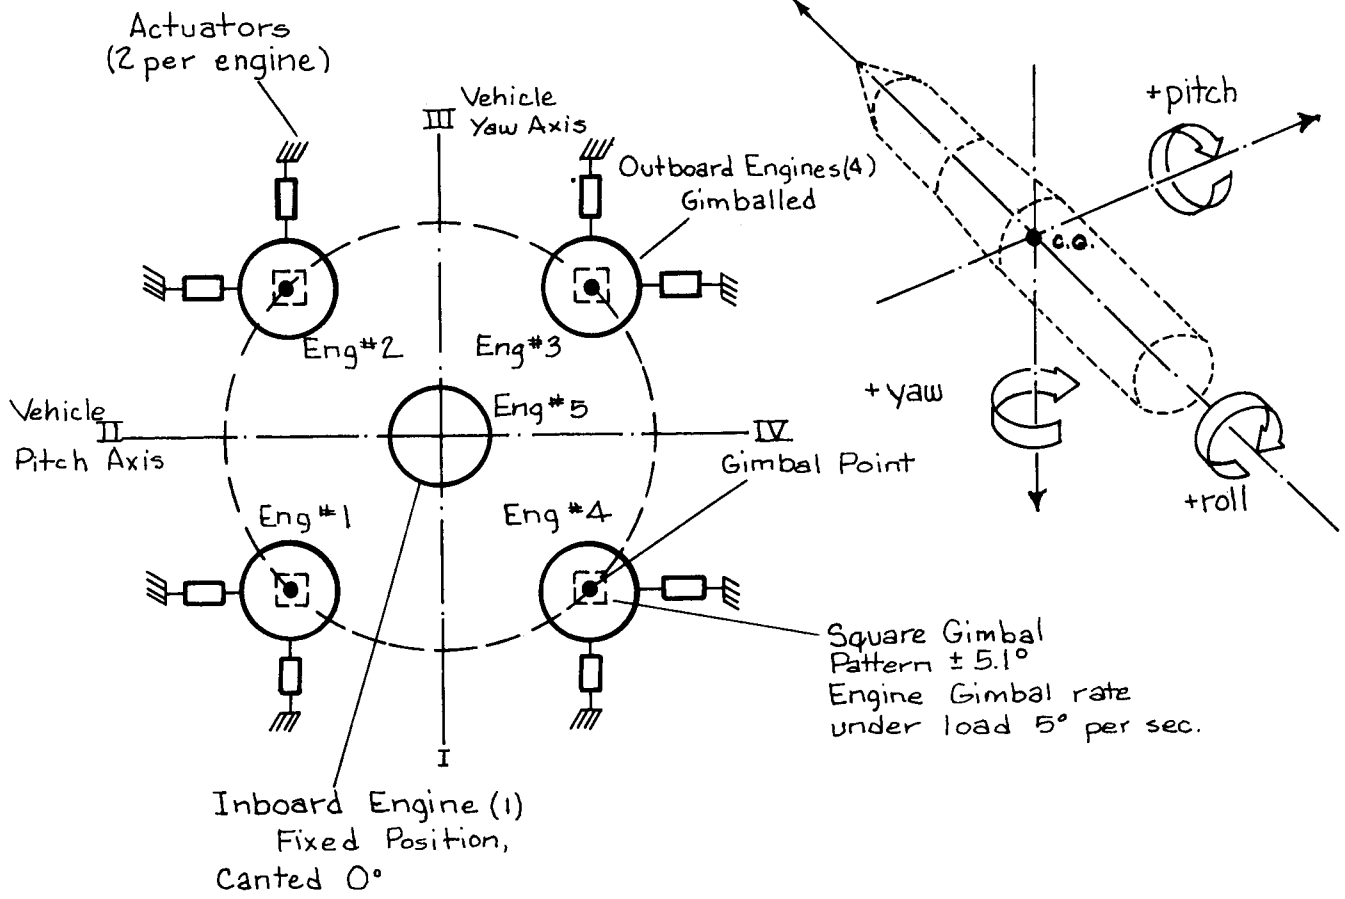 Actuators
(2 per engine)
III
Vehicle
Yaw Axis
Outboard Engines(4)
Gimballed
+pitch
C.G.
Eng #2
Eng #3
+ yaw
Vehicle
II
Pitch Axis
Eng #5
IV
Gimbal Point
+roll
Eng #1
Eng #4
Square Gimbal
Pattern ± 5.1°
Engine Gimbal rate
under load 5° per sec.
I
Inboard Engine (1)
Fixed Position,
Canted 0°